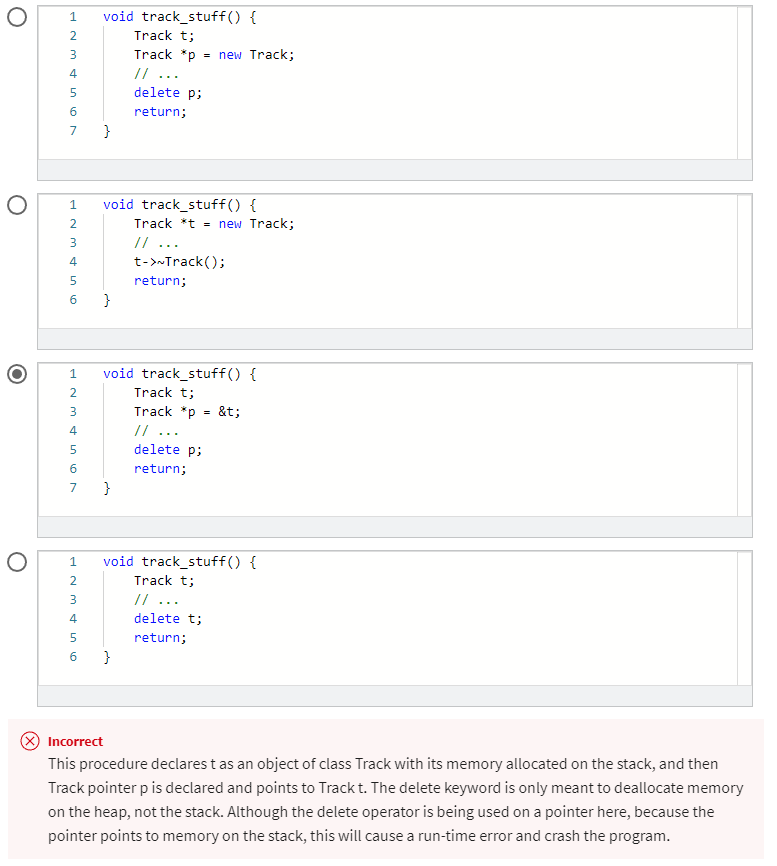 1 void track_stuff() {
2 Track t;
3 Track *p = new Track;
4 // ...
5 delete p;
6 return;
7 }
1 void track_stuff() {
2 Track *t = new Track;
3 // ...
4 t->~Track();
5 return;
6 }
1 void track_stuff() {
2 Track t;
3 Track *p = &t;
4 // ...
5 delete p;
6 return;
7 }
1 void track_stuff() {
2 Track t;
3 // ...
4 delete t;
5 return;
6 }
Incorrect
This procedure declares t as an object of class Track with its memory allocated on the stack, and then
Track pointer p is declared and points to Track t. The delete keyword is only meant to deallocate memory
on the heap, not the stack. Although the delete operator is being used on a pointer here, because the
pointer points to memory on the stack, this will cause a run-time error and crash the program.